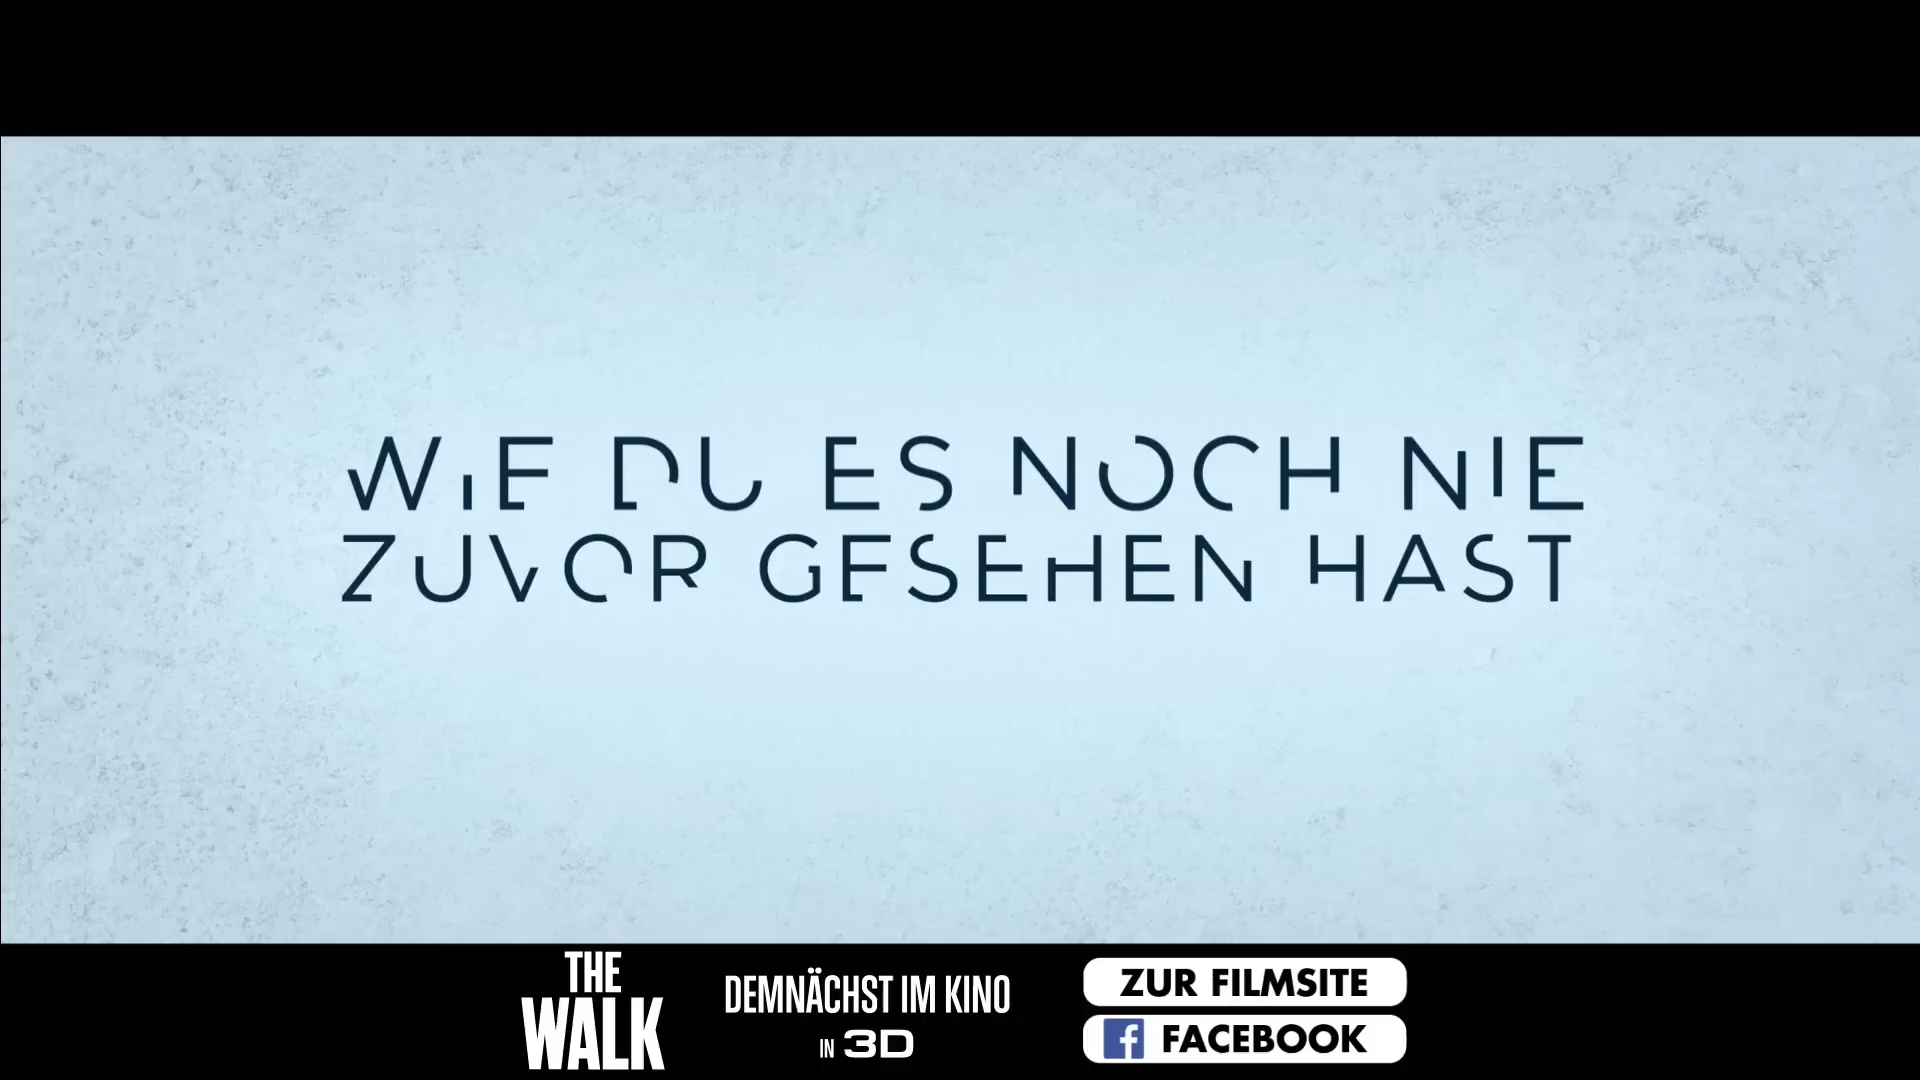 WIE DU ES NOCH NIE
ZUVOR GESEHEN HAST
THE
WALK
DEMNÄCHST IM KINO
IN 3D
ZUR FILMSITE
f FACEBOOK